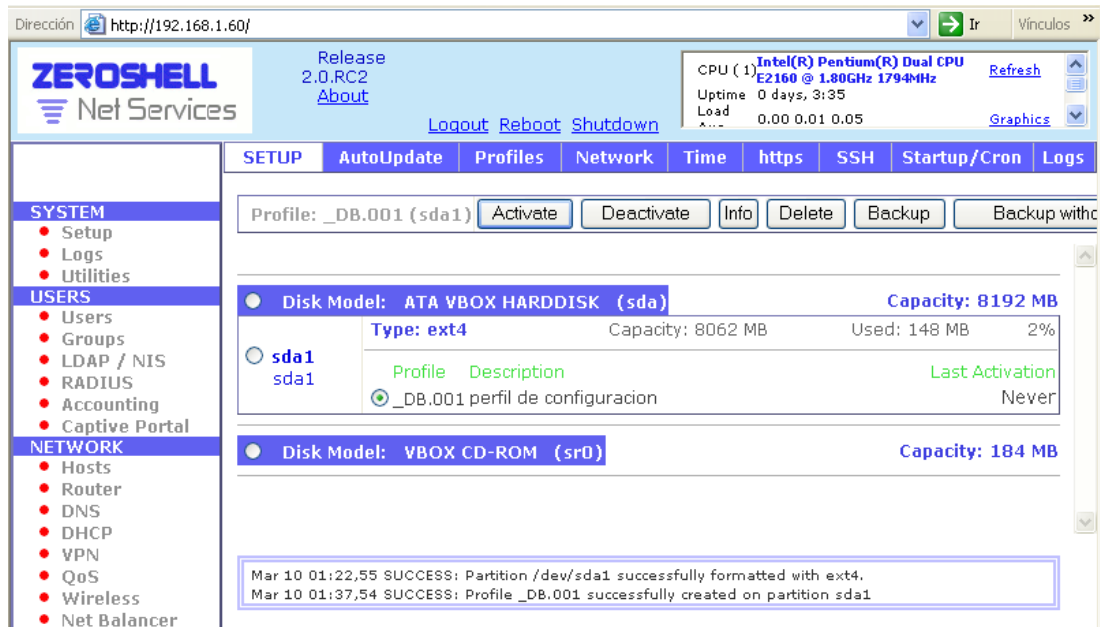 Dirección http://192.168.1.60/ Ir Vínculos »
ZEROSHELL
Net Services
Release
2.0.RC2
About
Logout Reboot Shutdown
CPU (1) Intel(R) Pentium(R) Dual CPU
E2160 @ 1.80GHz 1794MHz
Refresh
Uptime 0 days, 3:35
Load
0.00 0.01 0.05
Graphics
SETUP AutoUpdate Profiles Network Time https SSH Startup/Cron Logs
SYSTEM
Setup
Logs
Utilities
USERS
Users
Groups
LDAP / NIS
RADIUS
Accounting
Captive Portal
NETWORK
Hosts
Router
DNS
DHCP
VPN
QoS
Wireless
Net Balancer
Profile: _DB.001 (sda1) Activate Deactivate Info Delete Backup Backup witho
Disk Model: ATA VBOX HARDDISK (sda) Capacity: 8192 MB
sda1
sda1
Type: ext4 Capacity: 8062 MB Used: 148 MB 2%
Profile Description Last Activation
_DB.001 perfil de configuracion Never
Disk Model: VBOX CD-ROM (sr0) Capacity: 184 MB
Mar 10 01:22,55 SUCCESS: Partition /dev/sda1 successfully formatted with ext4.
Mar 10 01:37,54 SUCCESS: Profile _DB.001 successfully created on partition sda1